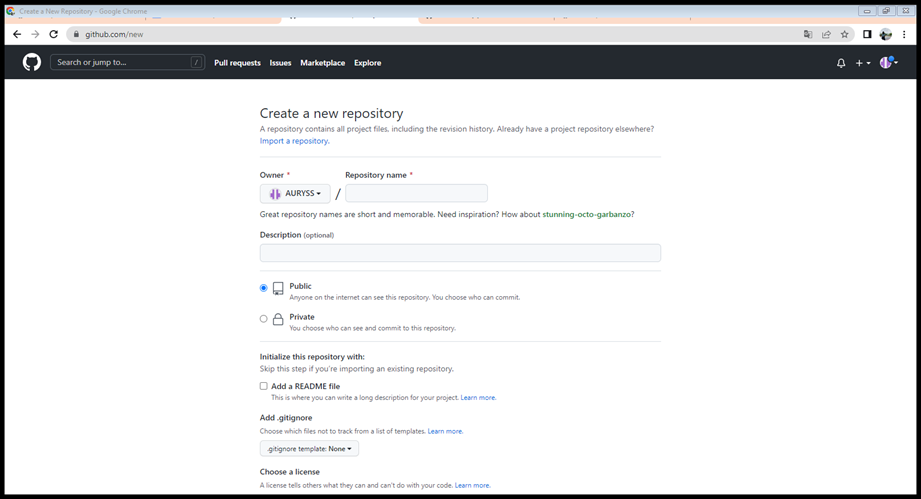 Create a New Repository - Google Chrome
github.com/new
Search or jump to... /
Pull requests Issues Marketplace Explore
Create a new repository
A repository contains all project files, including the revision history. Already have a project repository elsewhere?
Import a repository.
Owner * Repository name *
AURYSS /
Great repository names are short and memorable. Need inspiration? How about stunning-octo-garbanzo?
Description (optional)
Public
Anyone on the internet can see this repository. You choose who can commit.
Private
You choose who can see and commit to this repository.
Initialize this repository with:
Skip this step if you're importing an existing repository.
Add a README file
This is where you can write a long description for your project. Learn more.
Add .gitignore
Choose which files not to track from a list of templates. Learn more.
.gitignore template: None
Choose a license
A license tells others what they can and can't do with your code. Learn more.